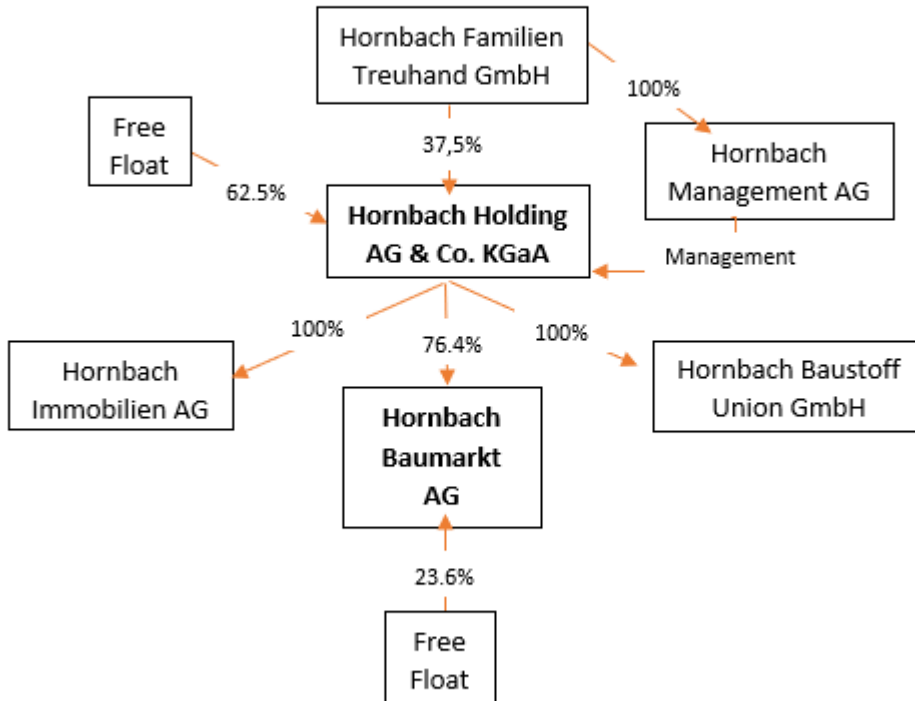 Hornbach Familien
Treuhand GmbH
100%
Free
Float
37,5%
Hornbach
Management AG
62.5%
Hornbach Holding
AG & Co. KGaA
Management
100%
76.4%
100%
Hornbach
Immobilien AG
Hornbach Baustoff
Union GmbH
Hornbach
Baumarkt
AG
23.6%
Free
Float